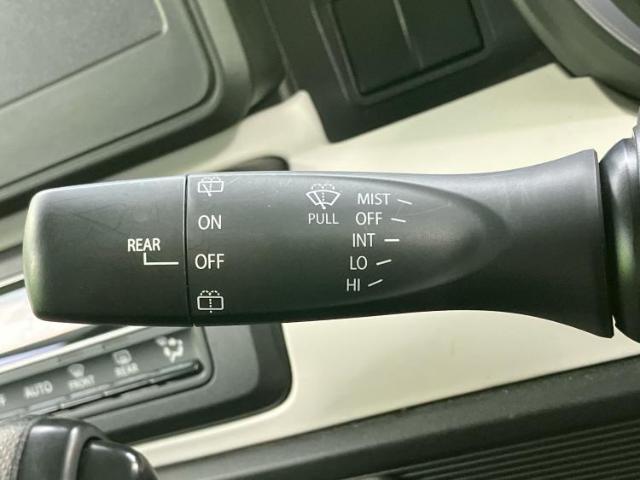 MIST
ON
PULL
OFF
INT
REAR
OFF
LO
HI
AUTO
FRONT
REAR